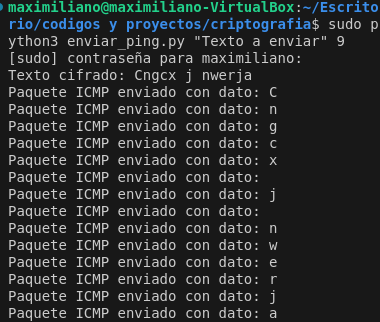 maximiliano@maximiliano-VirtualBox:~/Escrito
rio/codigos y proyectos/criptografia$ sudo p
ython3 enviar_ping.py "Texto a enviar" 9
[sudo] contraseña para maximiliano:
Texto cifrado: Cngcx j nwerja
Paquete ICMP enviado con dato: C
Paquete ICMP enviado con dato: n
Paquete ICMP enviado con dato: g
Paquete ICMP enviado con dato: c
Paquete ICMP enviado con dato: x
Paquete ICMP enviado con dato:
Paquete ICMP enviado con dato: j
Paquete ICMP enviado con dato:
Paquete ICMP enviado con dato: n
Paquete ICMP enviado con dato: w
Paquete ICMP enviado con dato: e
Paquete ICMP enviado con dato: r
Paquete ICMP enviado con dato: j
Paquete ICMP enviado con dato: a